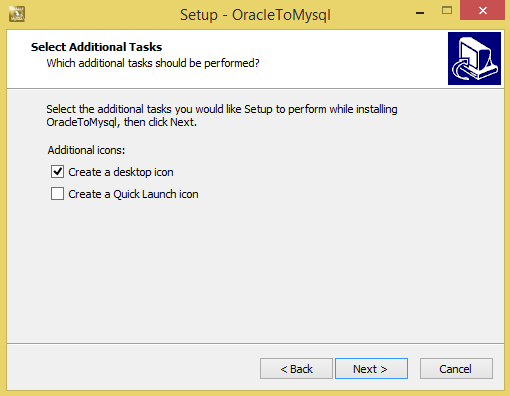 Setup - OracleToMysql
Select Additional Tasks
Which additional tasks should be performed?
Select the additional tasks you would like Setup to perform while installing
OracleToMysql, then click Next.
Additional icons:
Create a desktop icon
Create a Quick Launch icon
< Back
Next >
Cancel